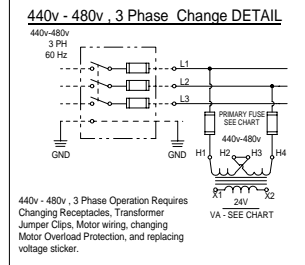 440v - 480v , 3 Phase  Change DETAIL
440v-480v
3 PH
60 Hz
L1
L2
L3
PRIMARY FUSE
SEE CHART
440v-480v
GND
GND
H1
H2
H3
H4
X1
X2
24V
VA - SEE CHART
440v - 480v , 3 Phase Operation Requires
Changing Receptacles, Transformer
Jumper Clips, Motor wiring, changing
Motor Overload Protection, and replacing
voltage sticker.